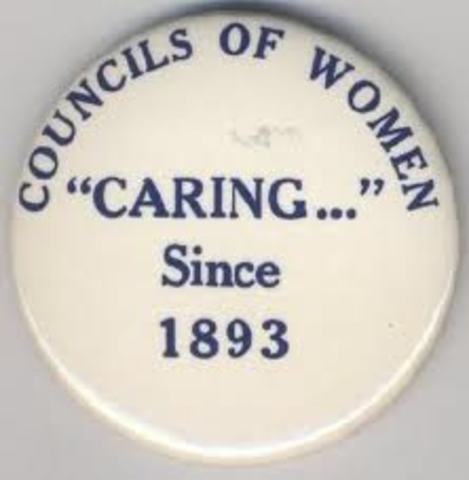 COUNCILS OF WOMEN
“CARING...”
Since
1893